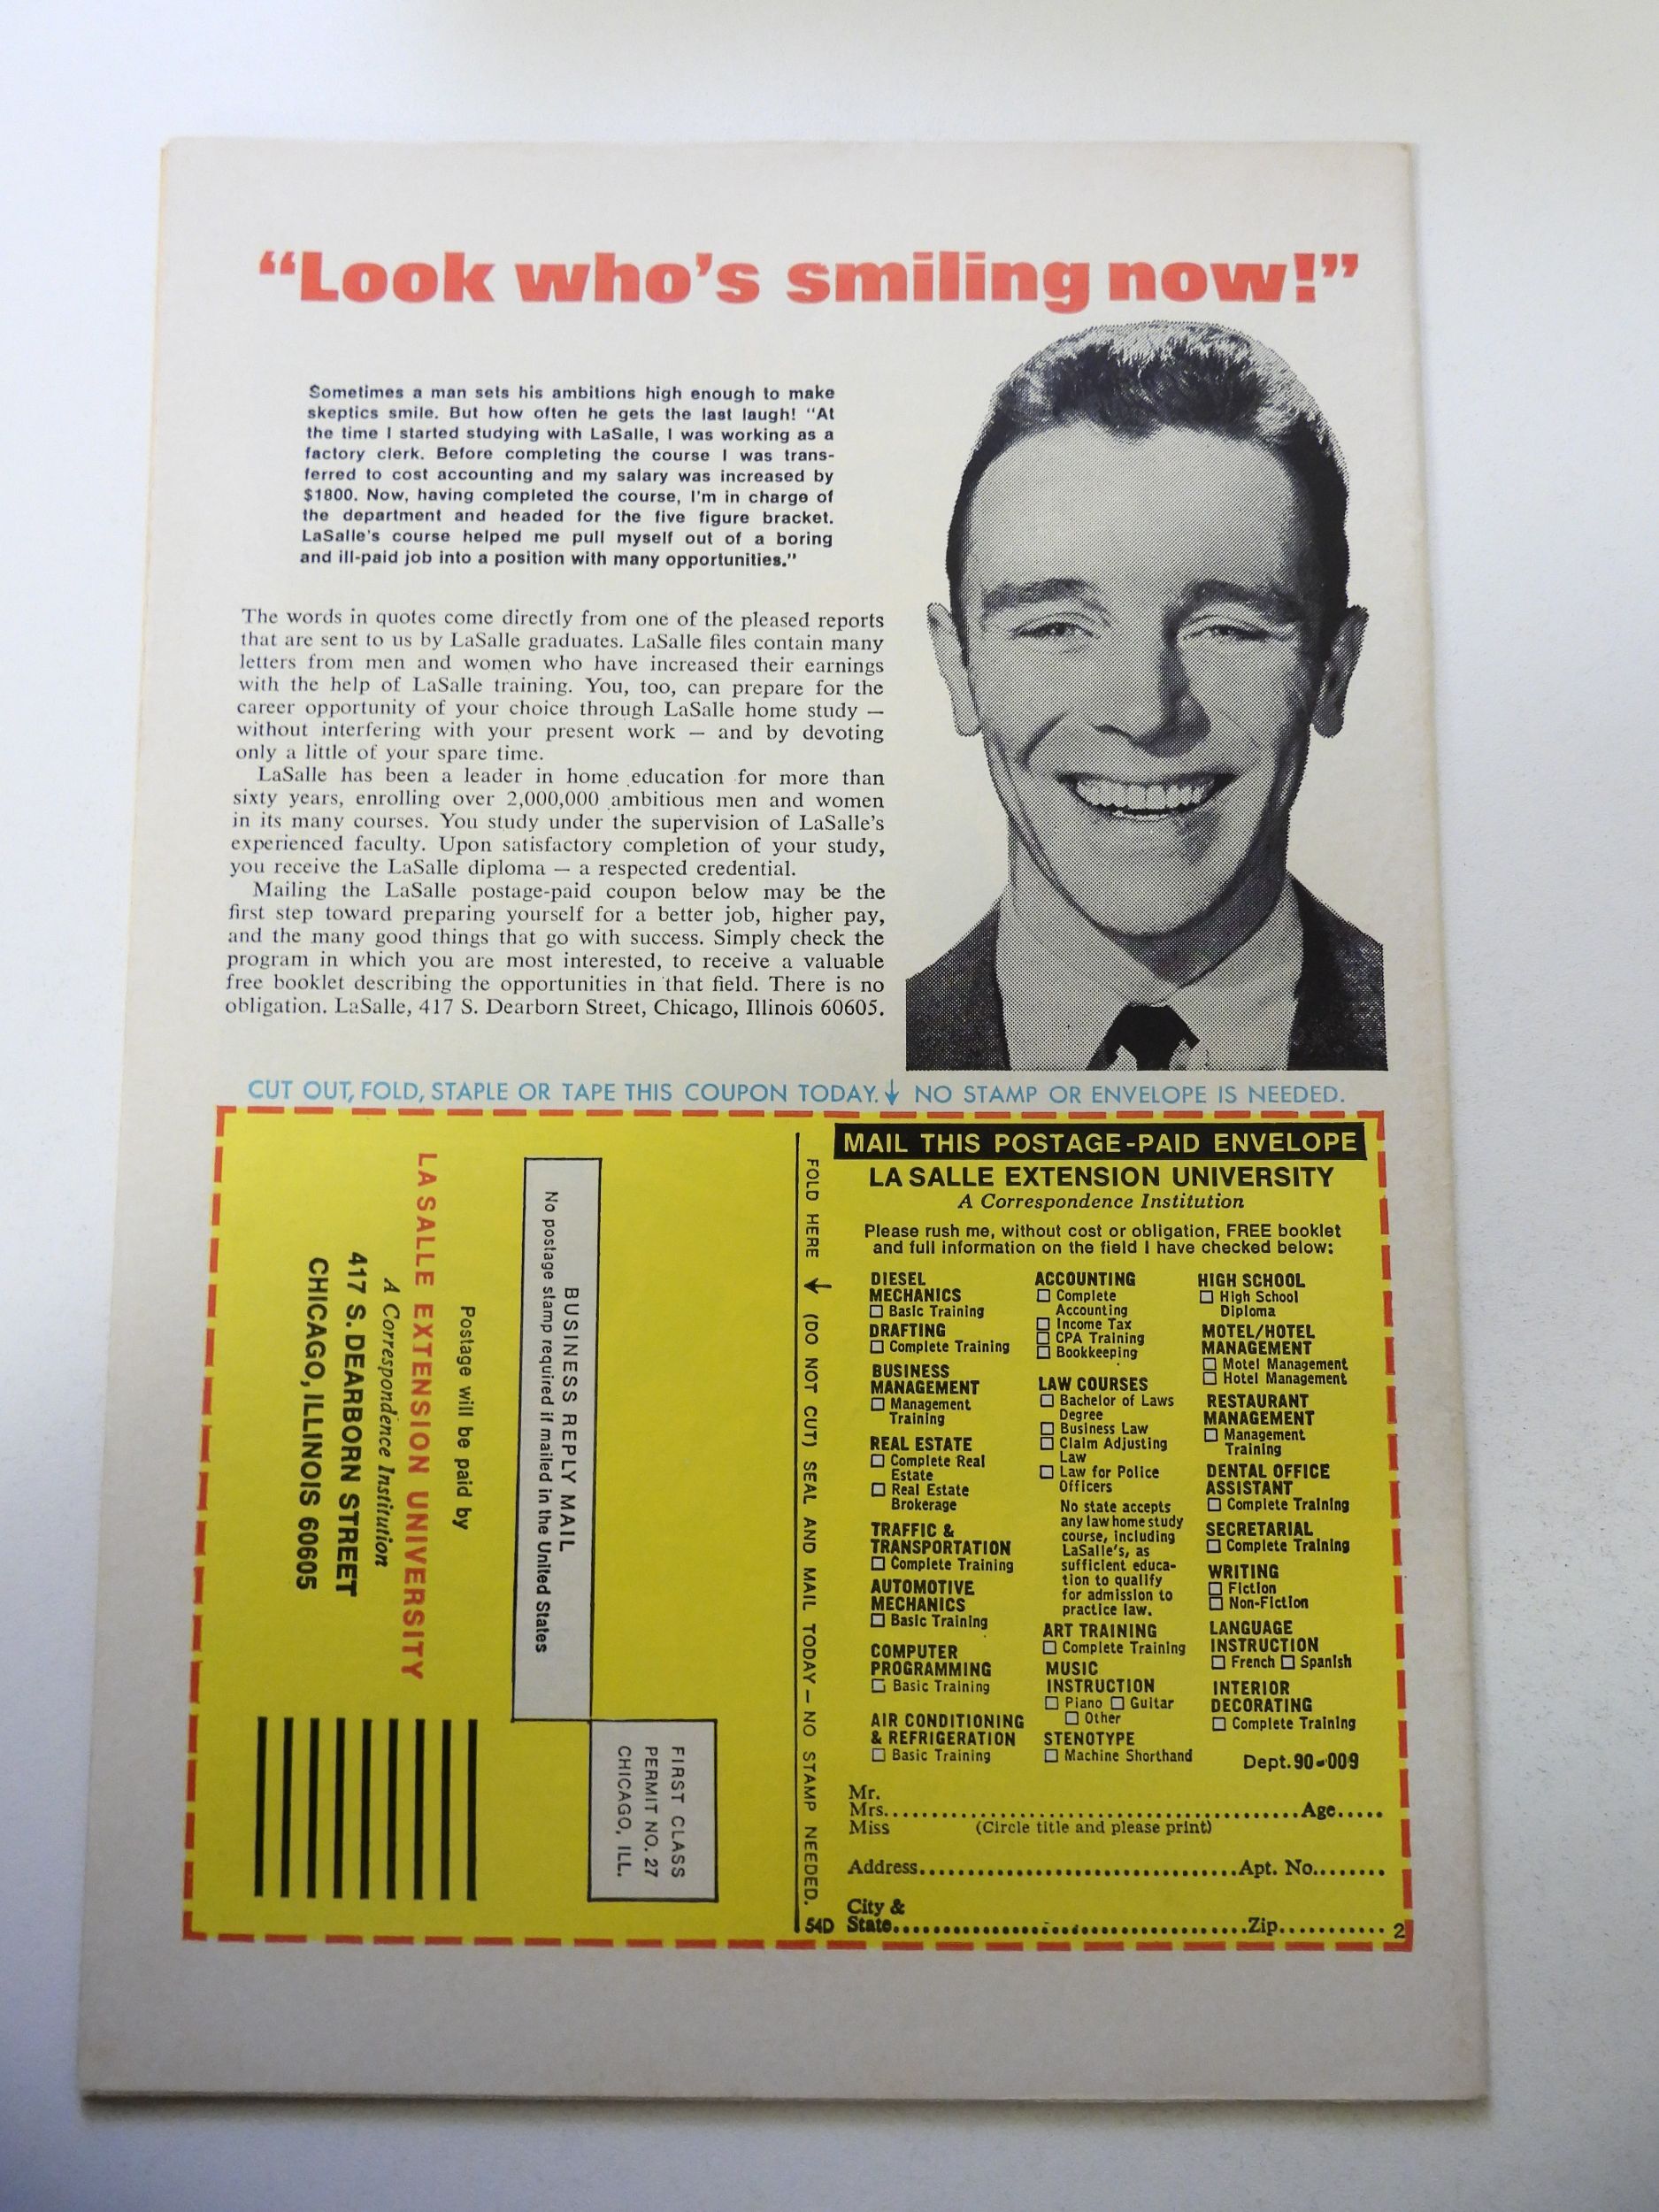 “Look who’s smiling now!”
Sometimes a man sets his ambitions high enough to make
skeptics smile. But how often he gets the last laugh! “At
the time I started studying with LaSalle, I was working as a
factory clerk. Before completing the course I was trans-
ferred to cost accounting and my salary was increased by
$1800. Now, having completed the course, I'm in charge of
the department and headed for the five figure bracket.
LaSalle's course helped me pull myself out of a boring
and ill-paid job into a position with many opportunities.”
The words in quotes come directly from one of the pleased reports
that are sent to us by LaSalle graduates. LaSalle files contain many
letters from men and women who have increased their earnings
with the help of LaSalle training. You, too, can prepare for the
career opportunity of your choice through LaSalle home study —
without interfering with your present work — and by devoting
only a little of your spare time.
LaSalle has been a leader in home education for more than
sixty years, enrolling over 2,000,000 ambitious men and women
in its many courses. You study under the supervision of LaSalle's
experienced faculty. Upon satisfactory completion of your study,
you receive the LaSalle diploma — a respected credential.
Mailing the LaSalle postage-paid coupon below may be the
first step toward preparing yourself for a better job, higher pay,
and the many good things that go with success. Simply check the
program in which you are most interested, to receive a valuable
free booklet describing the opportunities in that field. There is no
obligation. LaSalle, 417 S. Dearborn Street, Chicago, Illinois 60605.
CUT OUT, FOLD, STAPLE OR TAPE THIS COUPON TODAY.↓ NO STAMP OR ENVELOPE IS NEEDED.
FIRST CLASS
PERMIT NO. 27
CHICAGO, ILL.
BUSINESS REPLY MAIL
No postage stamp required if mailed in the United States
Postage will be paid by
LA SALLE EXTENSION UNIVERSITY
A Correspondence Institution
417 S. DEARBORN STREET
CHICAGO, ILLINOIS 60605
FOLD HERE ↓ (DO NOT CUT) SEAL AND MAIL TODAY — NO STAMP NEEDED.
54D
MAIL THIS POSTAGE-PAID ENVELOPE
LA SALLE EXTENSION UNIVERSITY
A Correspondence Institution
Please rush me, without cost or obligation, FREE booklet
and full information on the field I have checked below:
DIESEL
MECHANICS
☐ Basic Training
DRAFTING
☐ Complete Training
BUSINESS
MANAGEMENT
☐ Management
Training
REAL ESTATE
☐ Complete Real
Estate
☐ Real Estate
Brokerage
TRAFFIC &
TRANSPORTATION
☐ Complete Training
AUTOMOTIVE
MECHANICS
☐ Basic Training
COMPUTER
PROGRAMMING
☐ Basic Training
AIR CONDITIONING
& REFRIGERATION
☐ Basic Training
ACCOUNTING
☐ Complete
Accounting
☐ Income Tax
☐ CPA Training
☐ Bookkeeping
LAW COURSES
☐ Bachelor of Laws
Degree
☐ Business Law
☐ Claim Adjusting
Law
☐ Law for Police
Officers
No state accepts
any law home study
course, including
LaSalle's, as
sufficient educa-
tion to qualify
for admission to
practice law.
ART TRAINING
☐ Complete Training
MUSIC
INSTRUCTION
☐ Piano ☐ Guitar
☐ Other
STENOTYPE
☐ Machine Shorthand
HIGH SCHOOL
☐ High School
Diploma
MOTEL/HOTEL
MANAGEMENT
☐ Motel Management
☐ Hotel Management
RESTAURANT
MANAGEMENT
☐ Management
Training
DENTAL OFFICE
ASSISTANT
☐ Complete Training
SECRETARIAL
☐ Complete Training
WRITING
☐ Fiction
☐ Non-Fiction
LANGUAGE
INSTRUCTION
☐ French ☐ Spanish
INTERIOR
DECORATING
☐ Complete Training
Dept. 90-009
Mr.
Mrs. Age
Miss (Circle title and please print)
Address Apt. No.
City &
State Zip 2